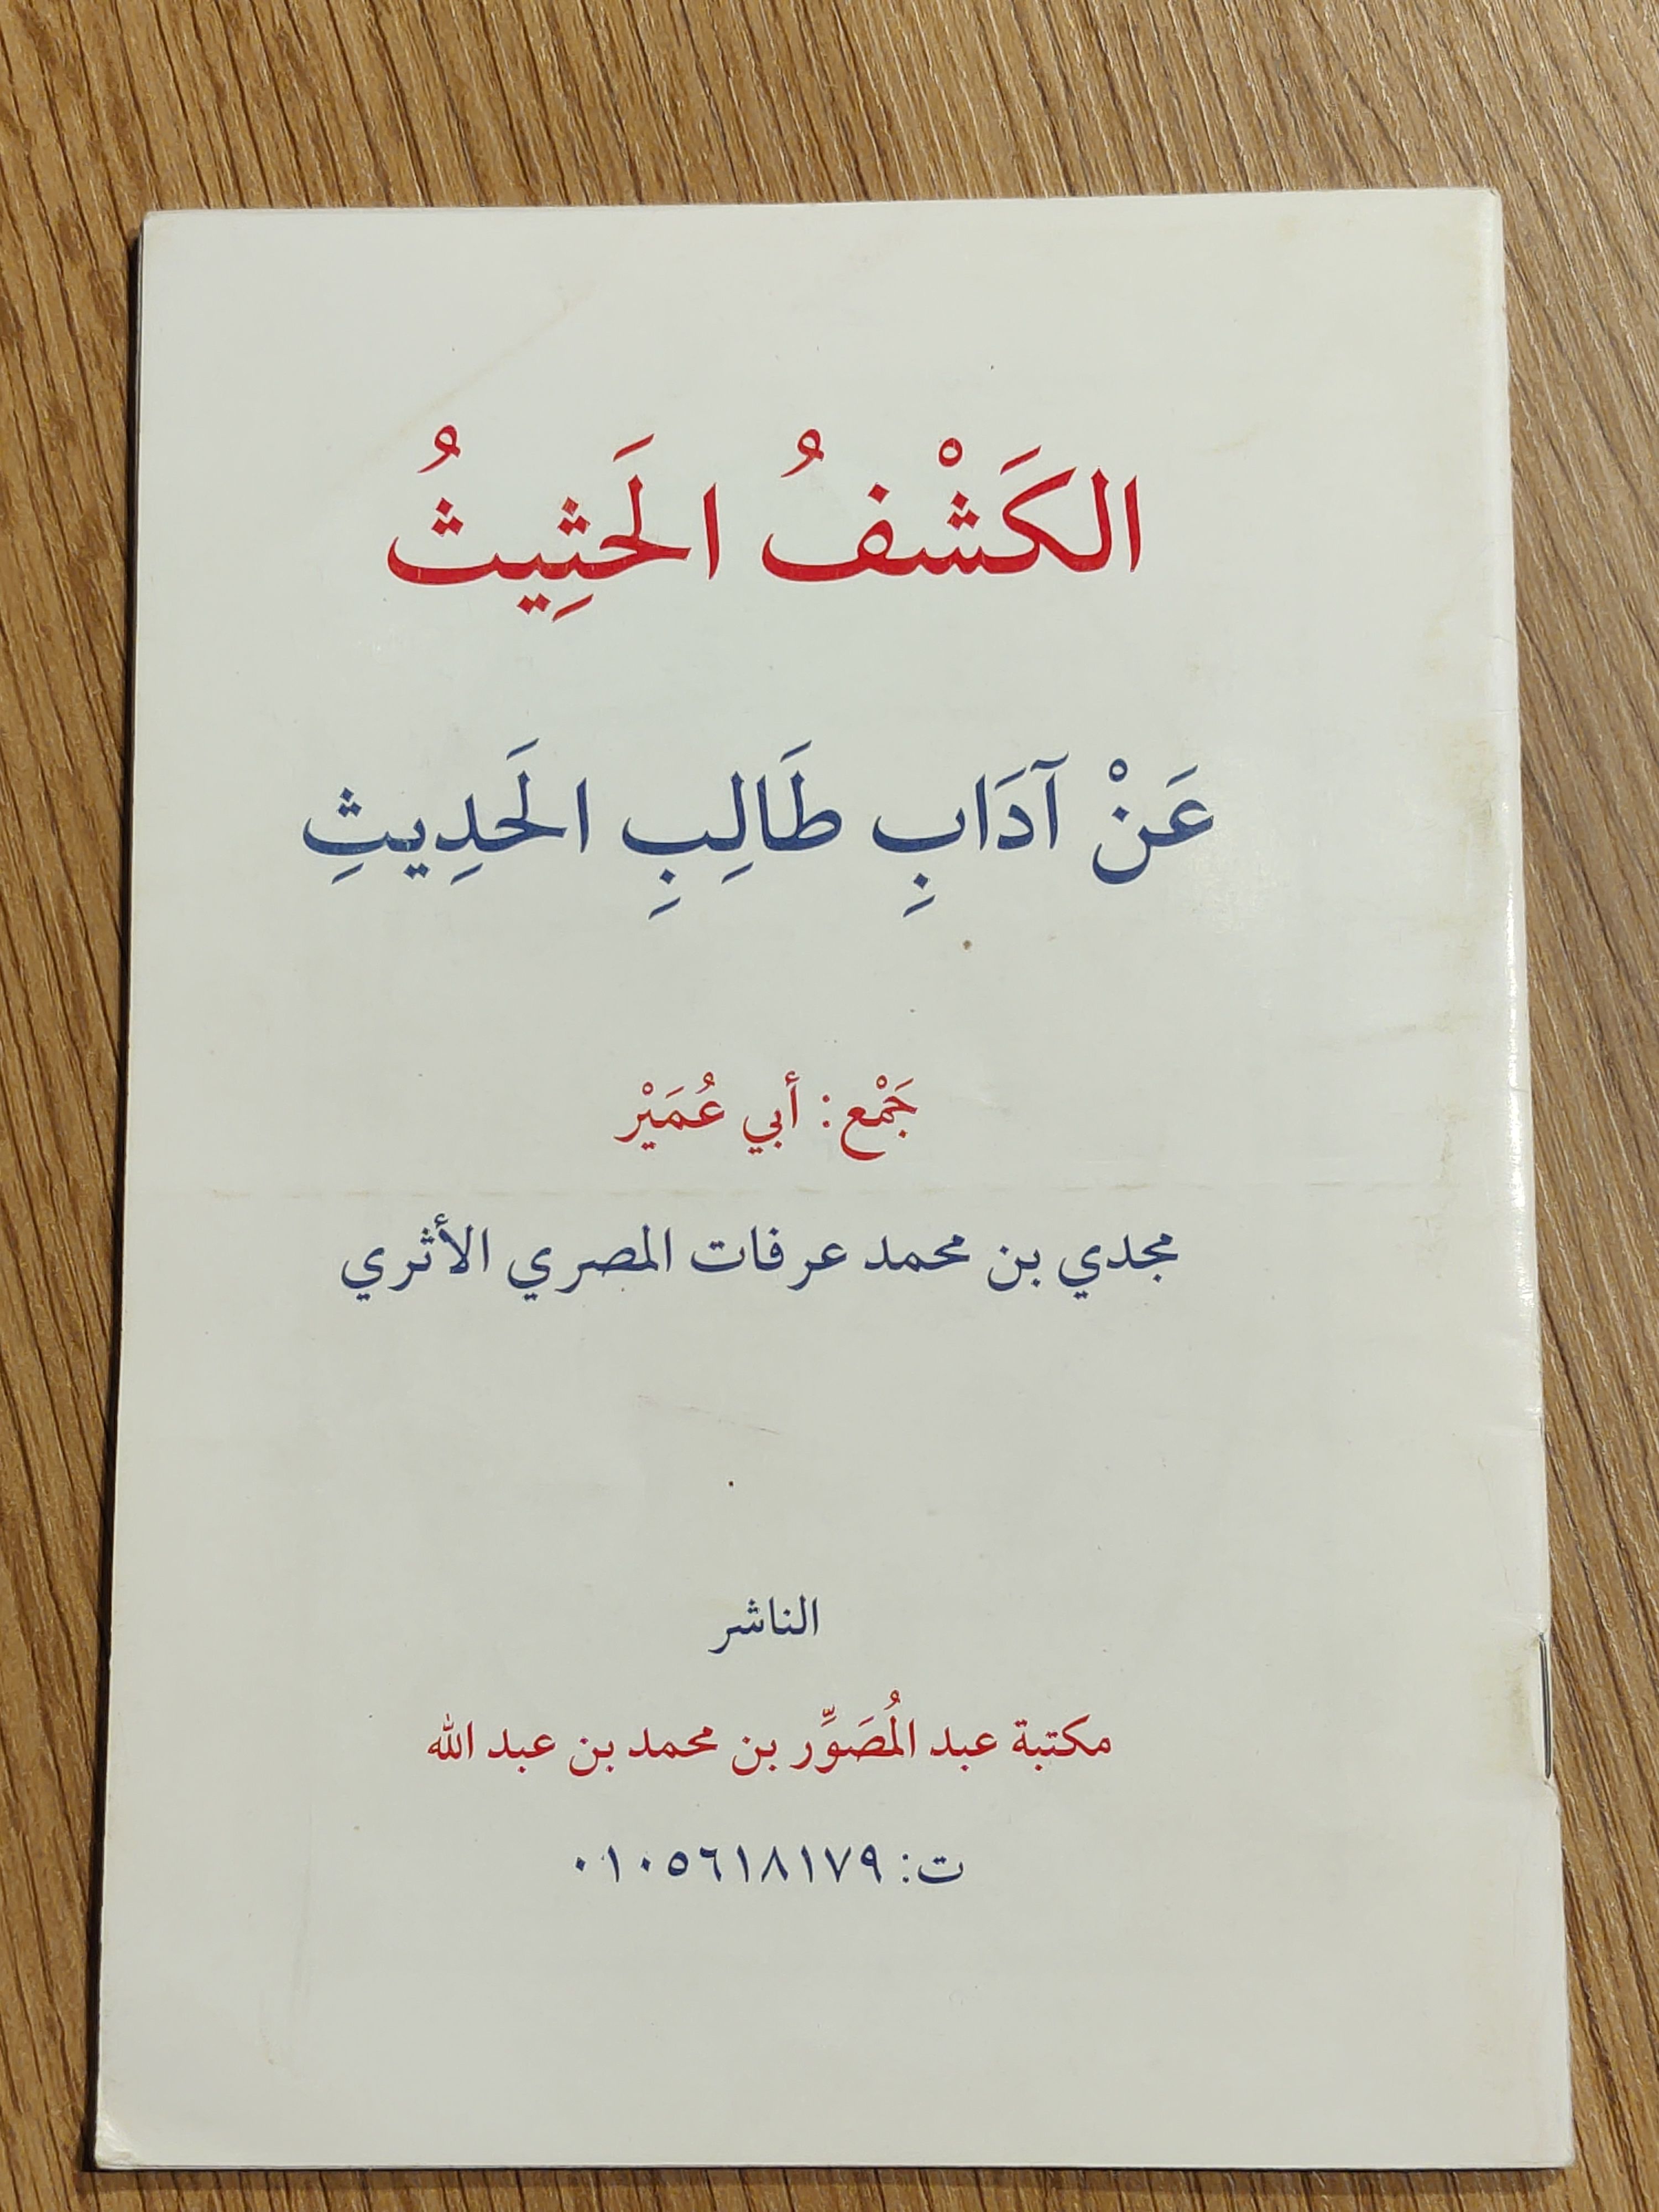 الكَشْفُ الحَثِيثُ
عَنْ آدَابِ طَالِبِ الحَدِيثِ
جَمْع: أبي عُمَيْر
مجدي بن محمد عرفات المصري الأثري
الناشر
مكتبة عبد المُصَوِّر بن محمد بن عبد الله
ت: ٠١٠٥٦١٨١٧٩